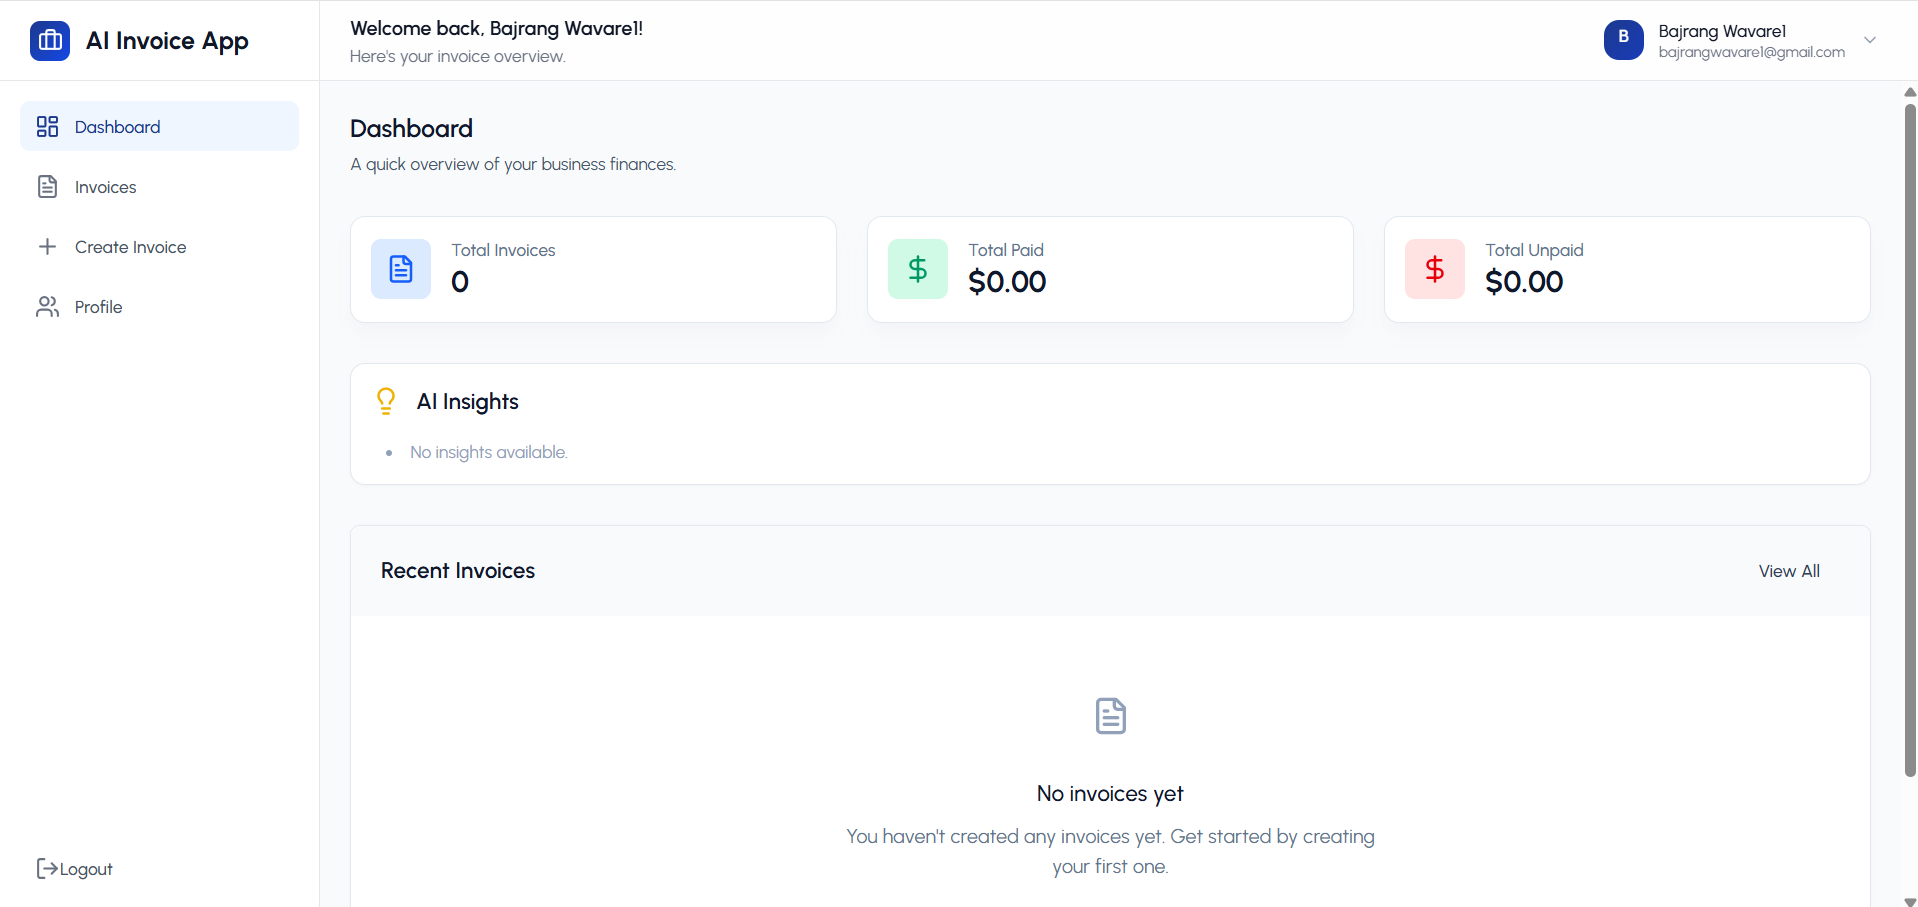 AI Invoice App
Welcome back, Bajrang Wavare1!
Here's your invoice overview.
B
Bajrang Wavare1
bajrangwavare1@gmail.com
Dashboard
Invoices
Create Invoice
Profile
Logout
Dashboard
A quick overview of your business finances.
Total Invoices
0
Total Paid
$0.00
Total Unpaid
$0.00
AI Insights
• No insights available.
Recent Invoices
View All
No invoices yet
You haven't created any invoices yet. Get started by creating
your first one.